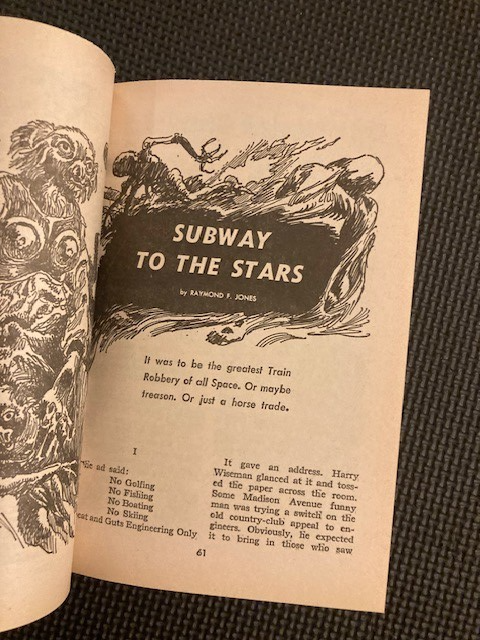 SUBWAY
TO THE STARS
by RAYMOND F. JONES
It was to be the greatest Train
Robbery of all Space. Or maybe
treason. Or just a horse trade.
I
ad said:
No Golfing
No Fishing
No Boating
No Skiing
and Guts Engineering Only
It gave an address. Harry
Wiseman glanced at it and toss-
ed the paper across the room.
Some Madison Avenue funny
man was trying a switch on the
old country-club appeal to en-
gineers. Obviously, he expected
it to bring in those who saw
61